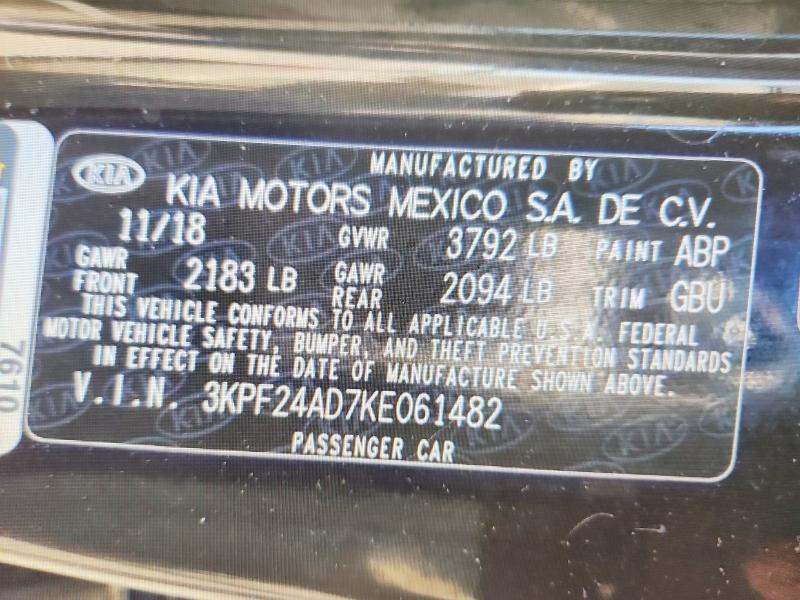 MANUFACTURED BY
KIA KIA MOTORS MEXICO S.A. DE C.V.
11/18 GVWR 3792 LB PAINT ABP
GAWR FRONT 2183 LB GAWR REAR 2094 LB TRIM GBU
THIS VEHICLE CONFORMS TO ALL APPLICABLE U.S.A. FEDERAL
MOTOR VEHICLE SAFETY, BUMPER, AND THEFT PREVENTION STANDARDS
IN EFFECT ON THE DATE OF MANUFACTURE SHOWN ABOVE.
V.I.N. 3KPF24AD7KE061482
PASSENGER CAR
7610